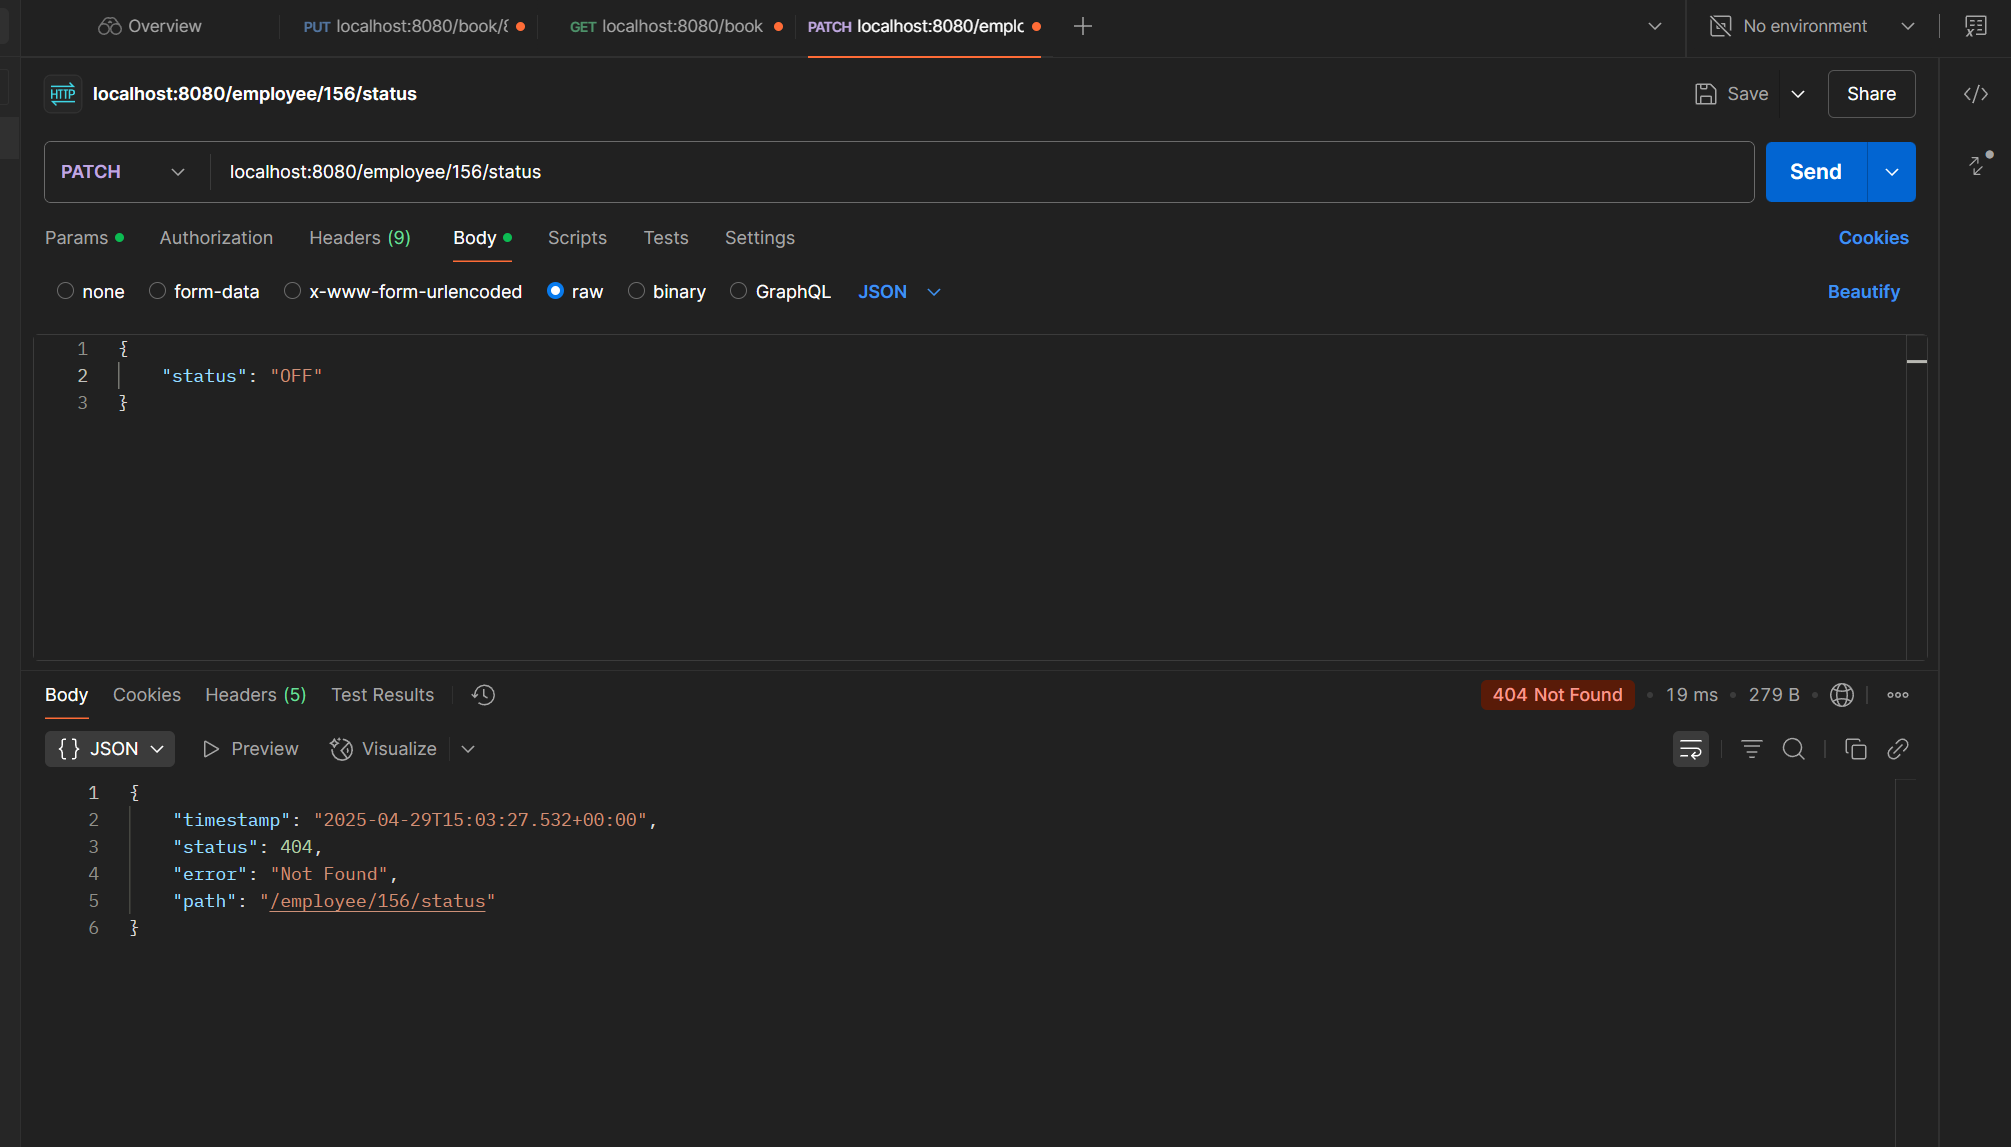 Overview
PUT localhost:8080/book/
GET localhost:8080/book
PATCH localhost:8080/emplc
No environment
HTTP localhost:8080/employee/156/status
Save
Share
PATCH
localhost:8080/employee/156/status
Send
Params
Authorization
Headers (9)
Body
Scripts
Tests
Settings
Cookies
none
form-data
x-www-form-urlencoded
raw
binary
GraphQL
JSON
Beautify
1 {
2 "status": "OFF"
3 }
Body
Cookies
Headers (5)
Test Results
404 Not Found
19 ms
279 B
{} JSON
Preview
Visualize
1 {
2 "timestamp": "2025-04-29T15:03:27.532+00:00",
3 "status": 404,
4 "error": "Not Found",
5 "path": "/employee/156/status"
6 }